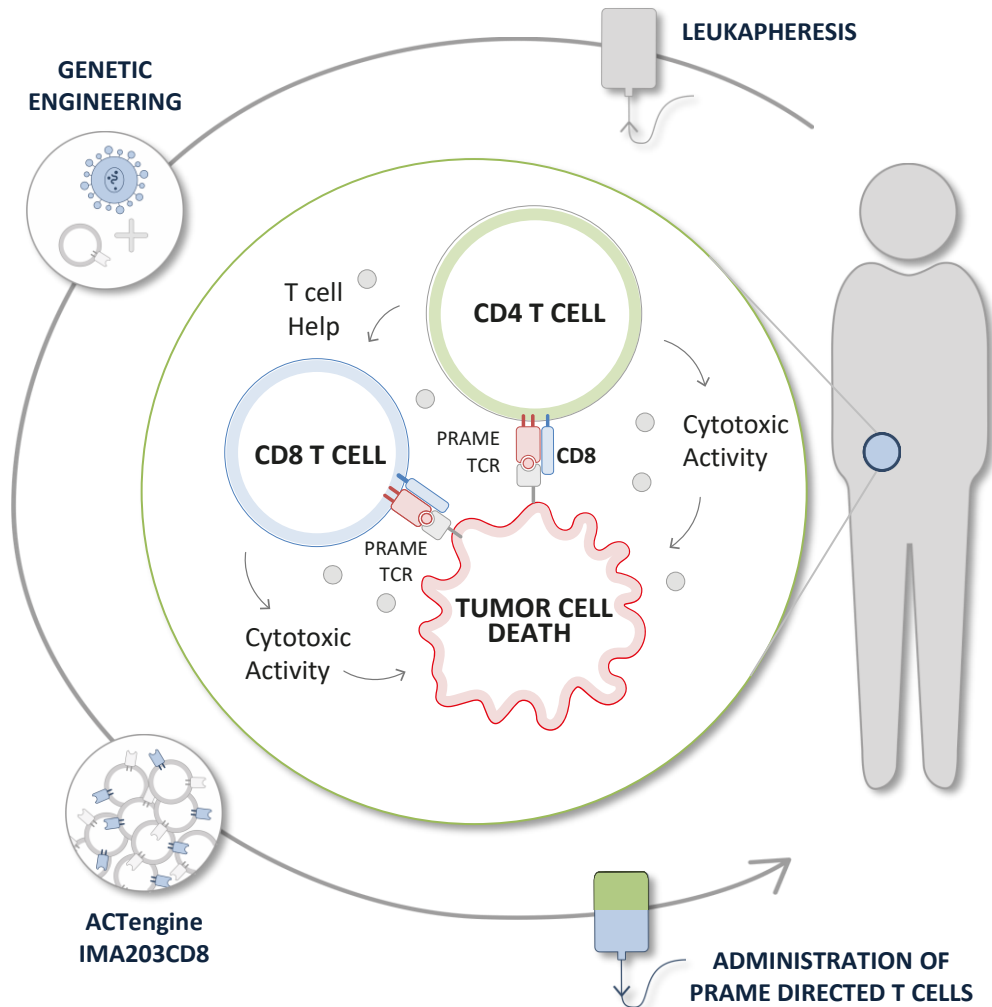 LEUKAPHERESIS
GENETIC
ENGINEERING
T cell
Help
CD4 T CELL
CD8 T CELL
PRAME
TCR
CD8
Cytotoxic
Activity
PRAME
TCR
TUMOR CELL
DEATH
Cytotoxic
Activity
ACTengine
IMA203CD8
ADMINISTRATION OF
PRAME DIRECTED T CELLS